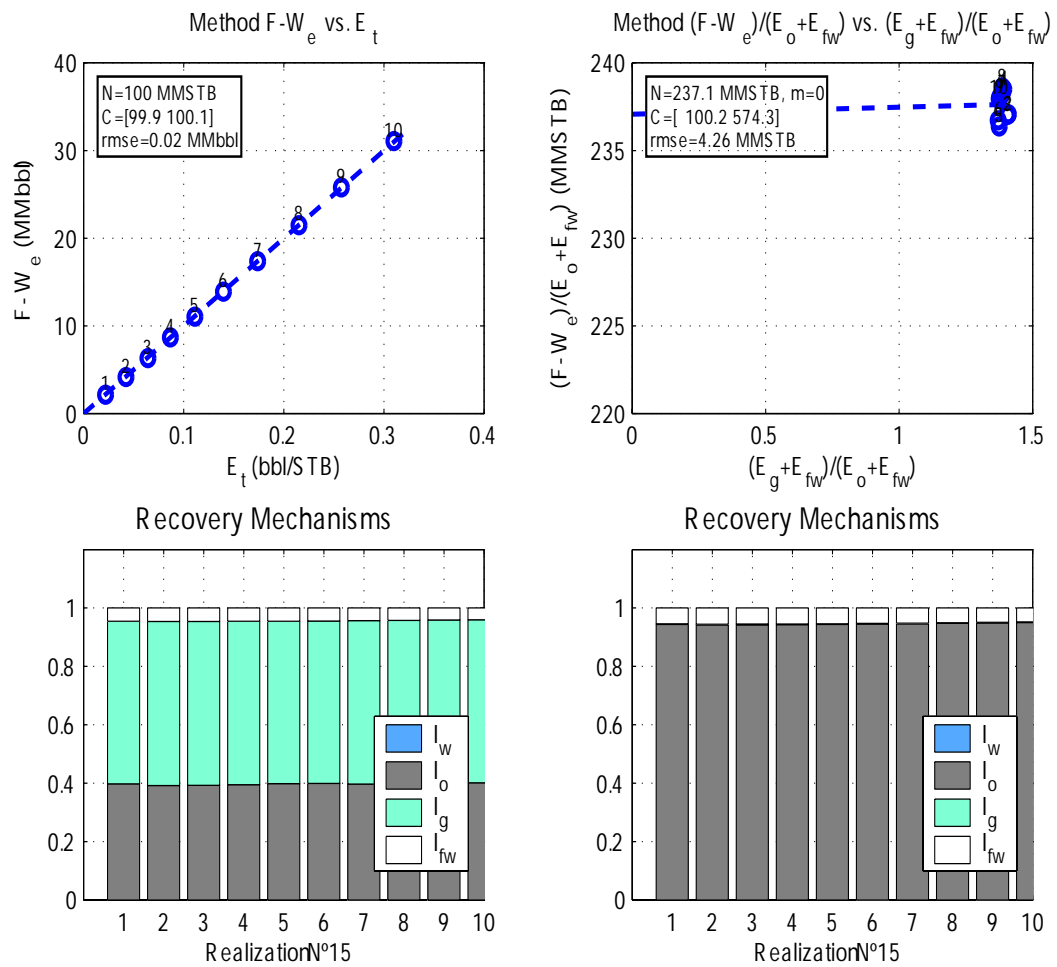 Method F-W_e vs. E_t
40
30
20
10
0
F - W_e (MMbbl)
N=100 MMSTB
C=[99.9 100.1]
rmse=0.02 MMbbl
1
2
3
4
5
6
7
8
9
10
0
0.1
0.2
0.3
0.4
E_t (bbl/STB)
Method (F-W_e)/(E_o+E_fw) vs. (E_g+E_fw)/(E_o+E_fw)
240
235
230
225
220
(F - W_e)/(E_o+E_fw) (MMSTB)
N=237.1 MMSTB, m=0
C=[ 100.2 574.3]
rmse=4.26 MMSTB
0
0.5
1
1.5
(E_g+E_fw)/(E_o+E_fw)
Recovery Mechanisms
1
0.8
0.6
0.4
0.2
0
I_w
I_o
I_g
I_fw
1 2 3 4 5 6 7 8 9 10
Realization Nº15
Recovery Mechanisms
1
0.8
0.6
0.4
0.2
0
I_w
I_o
I_g
I_fw
1 2 3 4 5 6 7 8 9 10
Realization Nº15